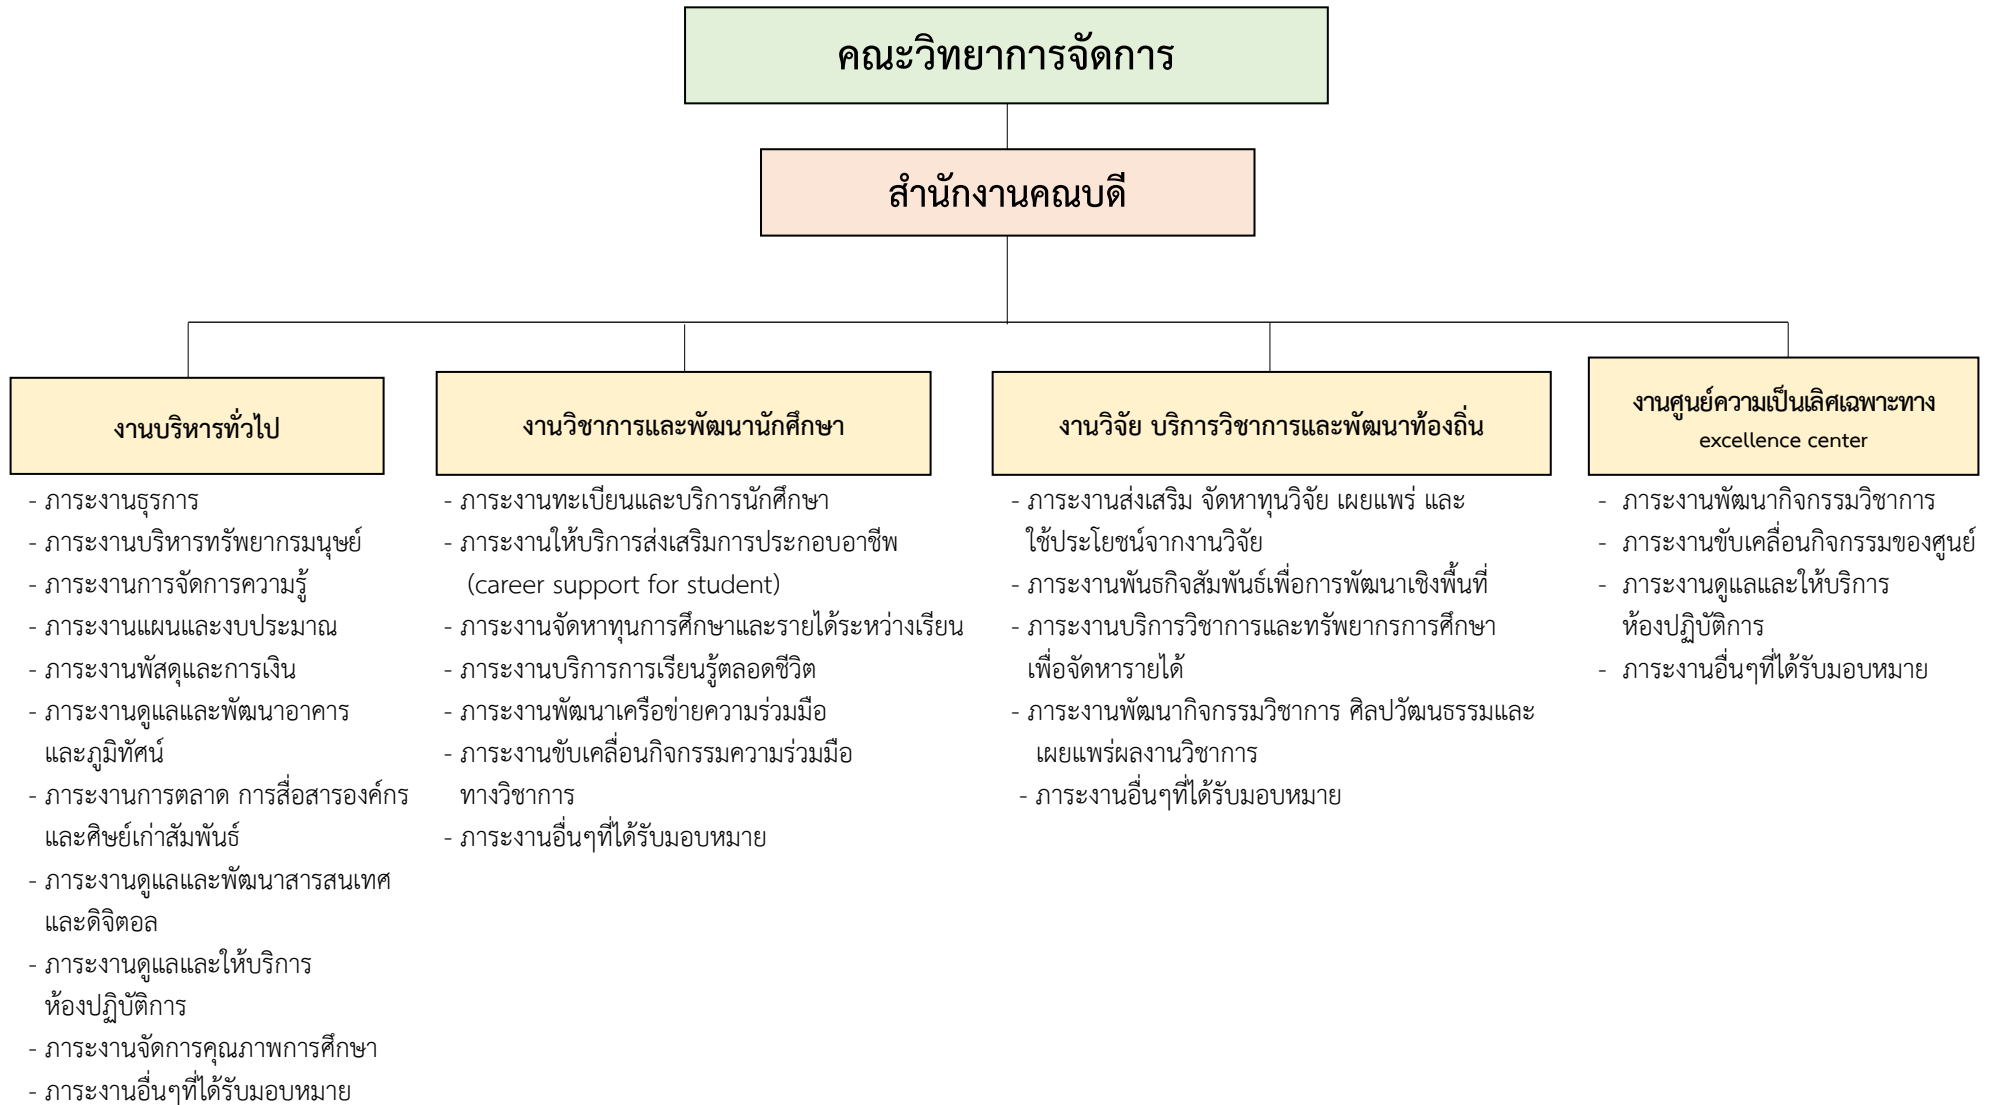 คณะวิทยาการจัดการ
สำนักงานคณบดี
งานบริหารทั่วไป
- ภาระงานธุรการ
- ภาระงานบริหารทรัพยากรมนุษย์
- ภาระงานการจัดการความรู้
- ภาระงานแผนและงบประมาณ
- ภาระงานพัสดุและการเงิน
- ภาระงานดูแลและพัฒนาอาคาร
และภูมิทัศน์
- ภาระงานการตลาด การสื่อสารองค์กร
และศิษย์เก่าสัมพันธ์
- ภาระงานดูแลและพัฒนาสารสนเทศ
และดิจิตอล
- ภาระงานดูแลและให้บริการ
ห้องปฏิบัติการ
- ภาระงานจัดการคุณภาพการศึกษา
- ภาระงานอื่นๆที่ได้รับมอบหมาย
งานวิชาการและพัฒนานักศึกษา
- ภาระงานทะเบียนและบริการนักศึกษา
- ภาระงานให้บริการส่งเสริมการประกอบอาชีพ
(career support for student)
- ภาระงานจัดหาทุนการศึกษาและรายได้ระหว่างเรียน
- ภาระงานบริการการเรียนรู้ตลอดชีวิต
- ภาระงานพัฒนาเครือข่ายความร่วมมือ
- ภาระงานขับเคลื่อนกิจกรรมความร่วมมือ
ทางวิชาการ
- ภาระงานอื่นๆที่ได้รับมอบหมาย
งานวิจัย บริการวิชาการและพัฒนาท้องถิ่น
- ภาระงานส่งเสริม จัดหาทุนวิจัย เผยแพร่ และ
ใช้ประโยชน์จากงานวิจัย
- ภาระงานพันธกิจสัมพันธ์เพื่อการพัฒนาเชิงพื้นที่
- ภาระงานบริการวิชาการและทรัพยากรการศึกษา
เพื่อจัดหารายได้
- ภาระงานพัฒนากิจกรรมวิชาการ ศิลปวัฒนธรรมและ
เผยแพร่ผลงานวิชาการ
- ภาระงานอื่นๆที่ได้รับมอบหมาย
งานศูนย์ความเป็นเลิศเฉพาะทาง
excellence center
- ภาระงานพัฒนากิจกรรมวิชาการ
- ภาระงานขับเคลื่อนกิจกรรมของศูนย์
- ภาระงานดูแลและให้บริการ
ห้องปฏิบัติการ
- ภาระงานอื่นๆที่ได้รับมอบหมาย